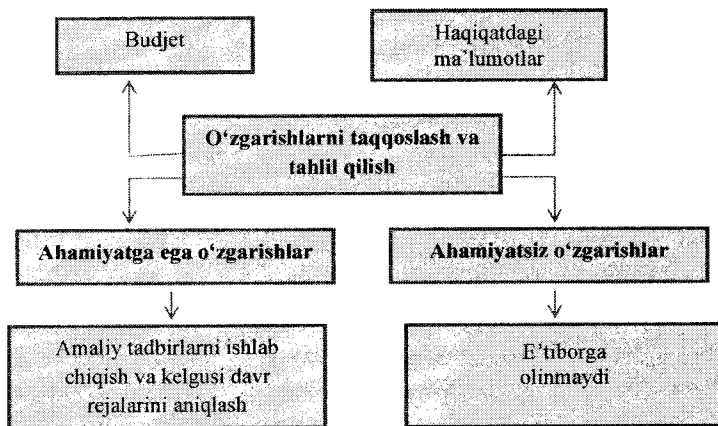 Budjet
Haqiqatdagi
ma’lumotlar
O‘zgarishlarni taqqoslash va
tahlil qilish
Ahamiyatga ega o‘zgarishlar
Ahamiyatsiz o‘zgarishlar
Amaliy tadbirlarni ishlab
chiqish va kelgusi davr
rejalarini aniqlash
E’tiborga
olinmaydi